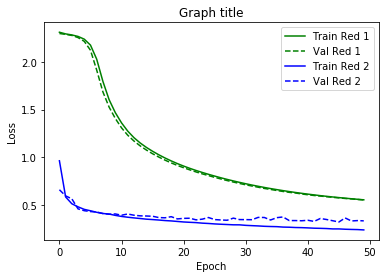 Graph title
Train Red 1
Val Red 1
Train Red 2
Val Red 2
Loss
2.0
1.5
1.0
0.5
0
10
20
30
40
50
Epoch